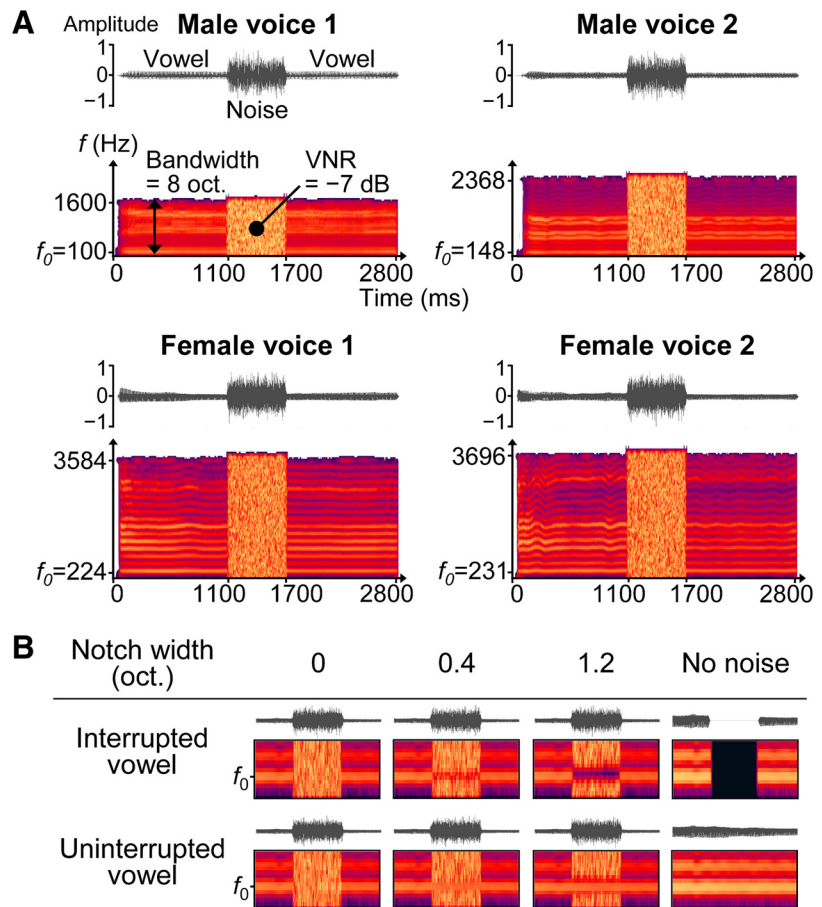 A
Amplitude Male voice 1 Male voice 2
1 Vowel Vowel 1
0 0
−1 Noise −1
f (Hz) Bandwidth = 8 oct. VNR = −7 dB
1600 2368
f0=100 f0=148
0 1100 1700 2800 0 1100 1700 2800
Time (ms)
Female voice 1 Female voice 2
1 1
0 0
−1 −1
3584 3696
f0=224 f0=231
0 1100 1700 2800 0 1100 1700 2800
B
Notch width (oct.) 0 0.4 1.2 No noise
Interrupted vowel
f0
Uninterrupted vowel
f0